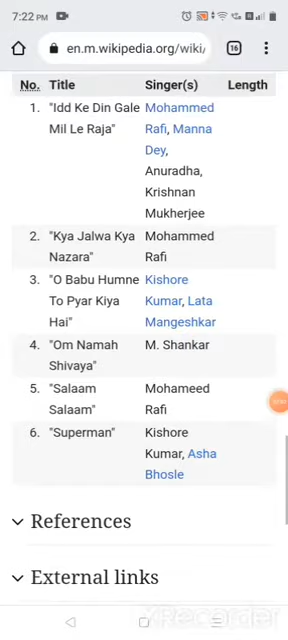 7:22 PM
en.m.wikipedia.org/wiki/
16
No. Title Singer(s) Length
1. "Idd Ke Din Gale Mohammed
Mil Le Raja" Rafi, Manna
Dey,
Anuradha,
Krishnan
Mukherjee
2. "Kya Jalwa Kya Mohammed
Nazara" Rafi
3. "O Babu Humne Kishore
To Pyar Kiya Kumar, Lata
Hai" Mangeshkar
4. "Om Namah M. Shankar
Shivaya"
5. "Salaam Mohameed
Salaam" Rafi
6. "Superman" Kishore
Kumar, Asha
Bhosle
References
External links
XRecorder